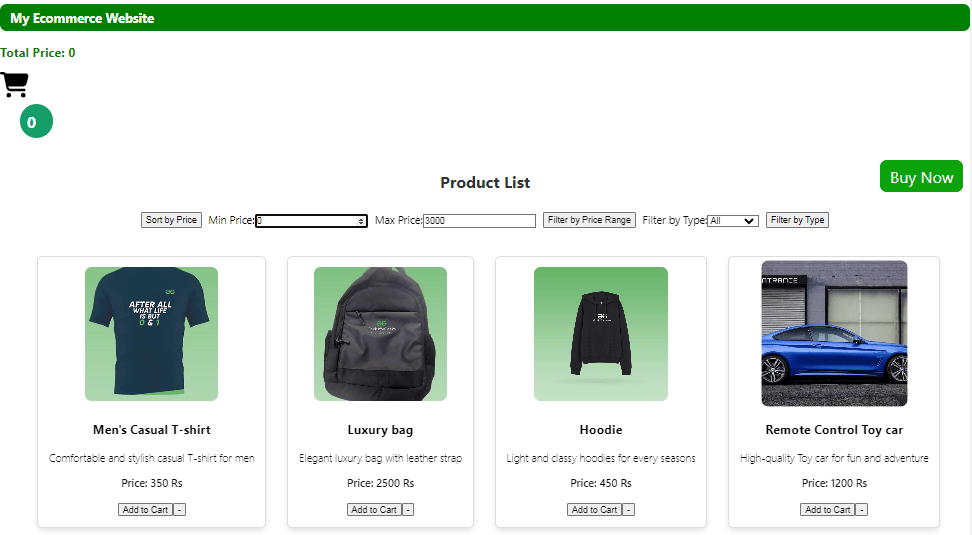 My Ecommerce Website
Total Price: 0
0
Buy Now
Product List
Sort by Price Min Price: 0 Max Price: 3000 Filter by Price Range Filter by Type: All Filter by Type
AFTER ALL
WHAT LIFE
IS BUT
0 & 1
NTRANCE
Men's Casual T-shirt Luxury bag Hoodie Remote Control Toy car
Comfortable and stylish casual T-shirt for men Elegant luxury bag with leather strap Light and classy hoodies for every seasons High-quality Toy car for fun and adventure
Price: 350 Rs Price: 2500 Rs Price: 450 Rs Price: 1200 Rs
Add to Cart - Add to Cart - Add to Cart - Add to Cart -